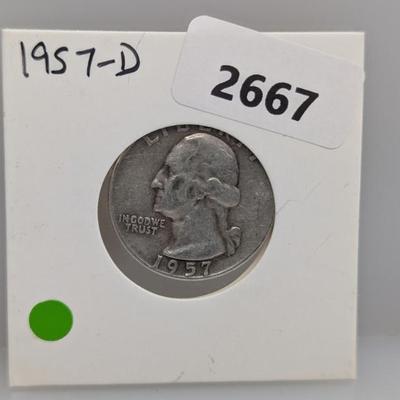 1957-D
2667
LIBERTY
IN GOD WE
TRUST
1957